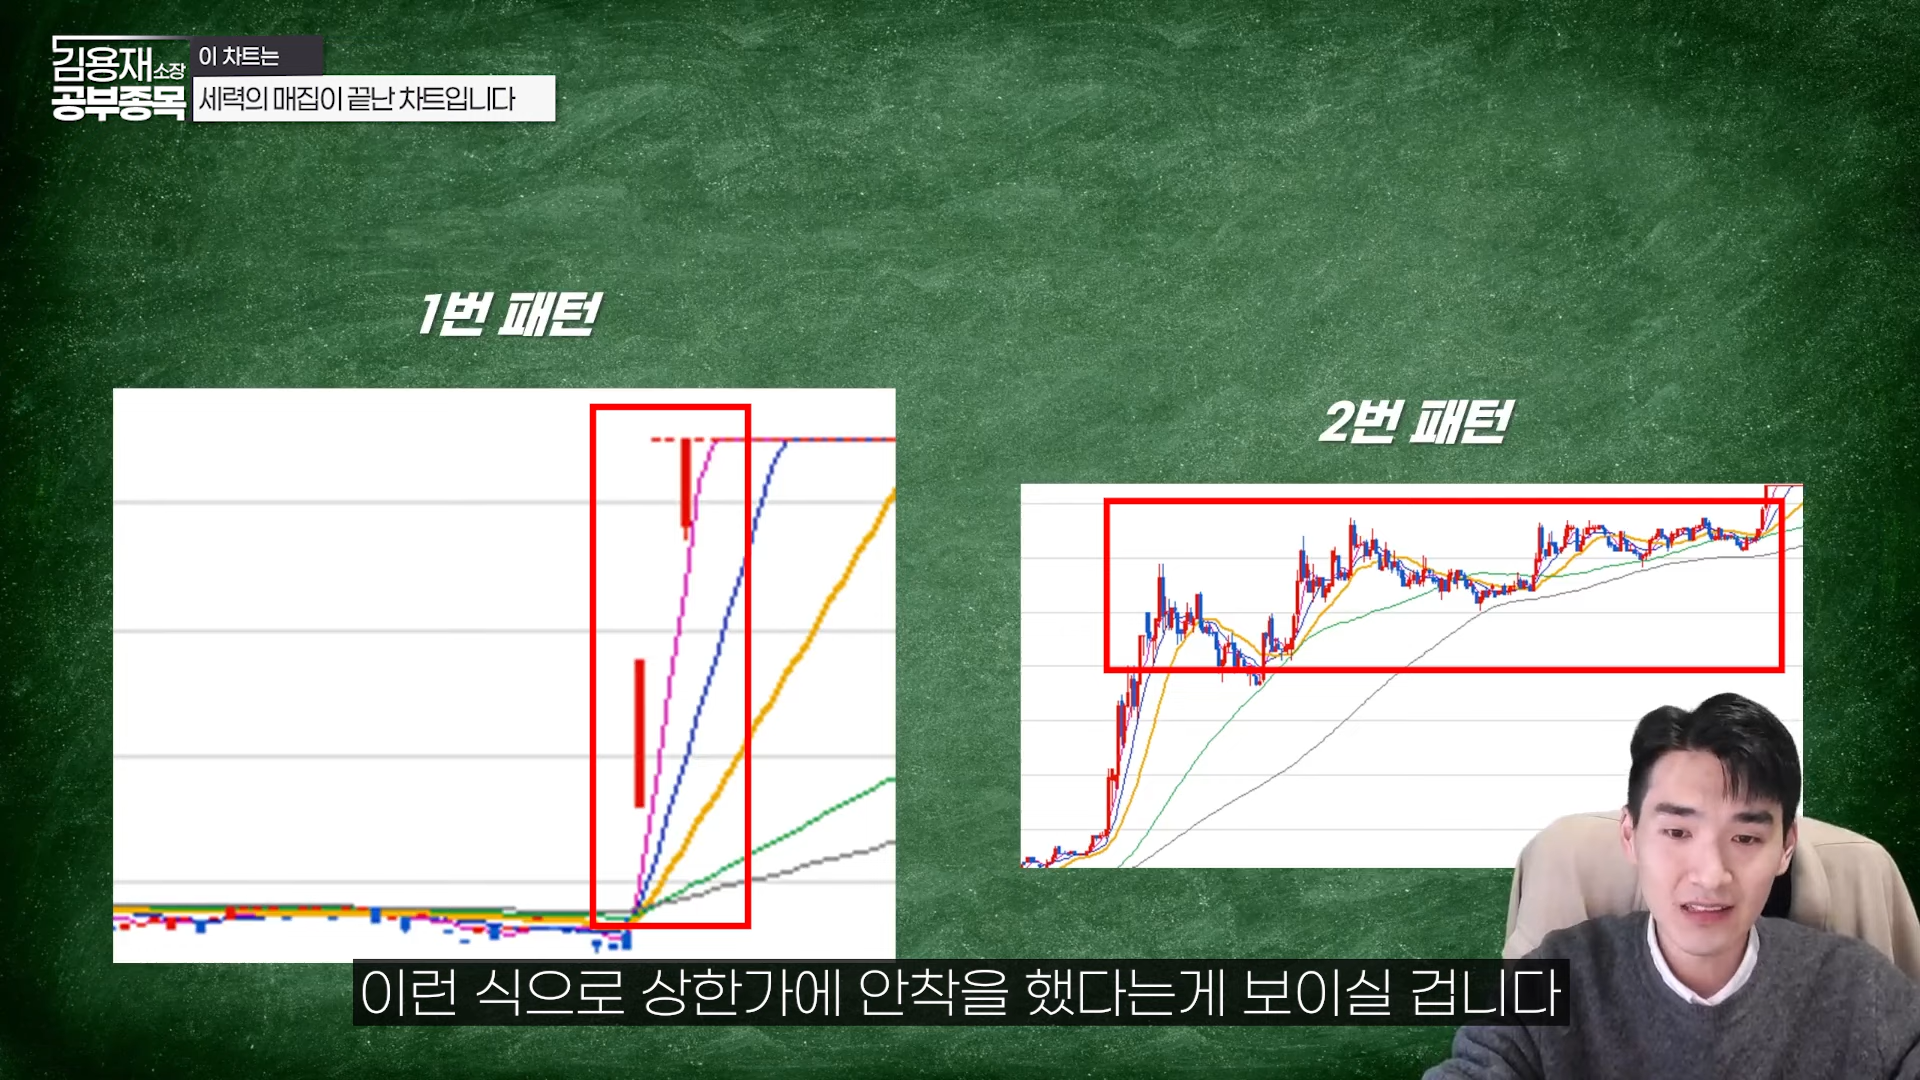 김용재소장
공부종목
이 차트는
세력의 매집이 끝난 차트입니다
1번 패턴
2번 패턴
이런 식으로 상한가에 안착을 했다는게 보이실 겁니다